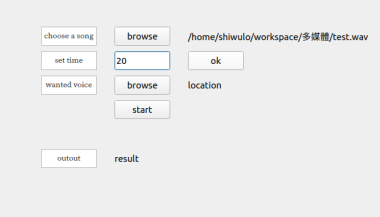 choose a song browse /home/shiwulo/workspace/多媒體/test.wav
set time 20 ok
wanted voice browse location
start
outout result